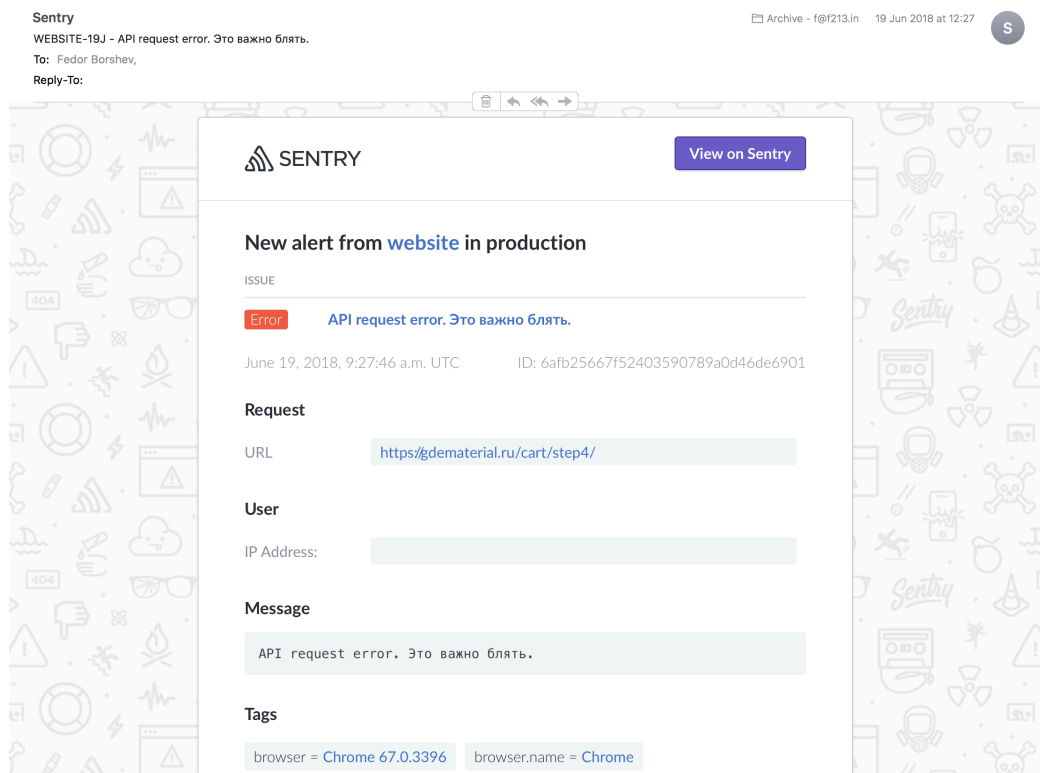 Sentry
Archive - f@f213.in 19 Jun 2018 at 12:27
S
WEBSITE-19J - API request error. Это важно блять.
To: Fedor Borshev,
Reply-To:
SENTRY
View on Sentry
New alert from website in production
ISSUE
Error API request error. Это важно блять.
June 19, 2018, 9:27:46 a.m. UTC ID: 6afb25667f52403590789a0d46de6901
Request
URL https://gdematerial.ru/cart/step4/
User
IP Address:
Message
API request error. Это важно блять.
Tags
browser = Chrome 67.0.3396 browser.name = Chrome
404
Sentry
404
Sentry